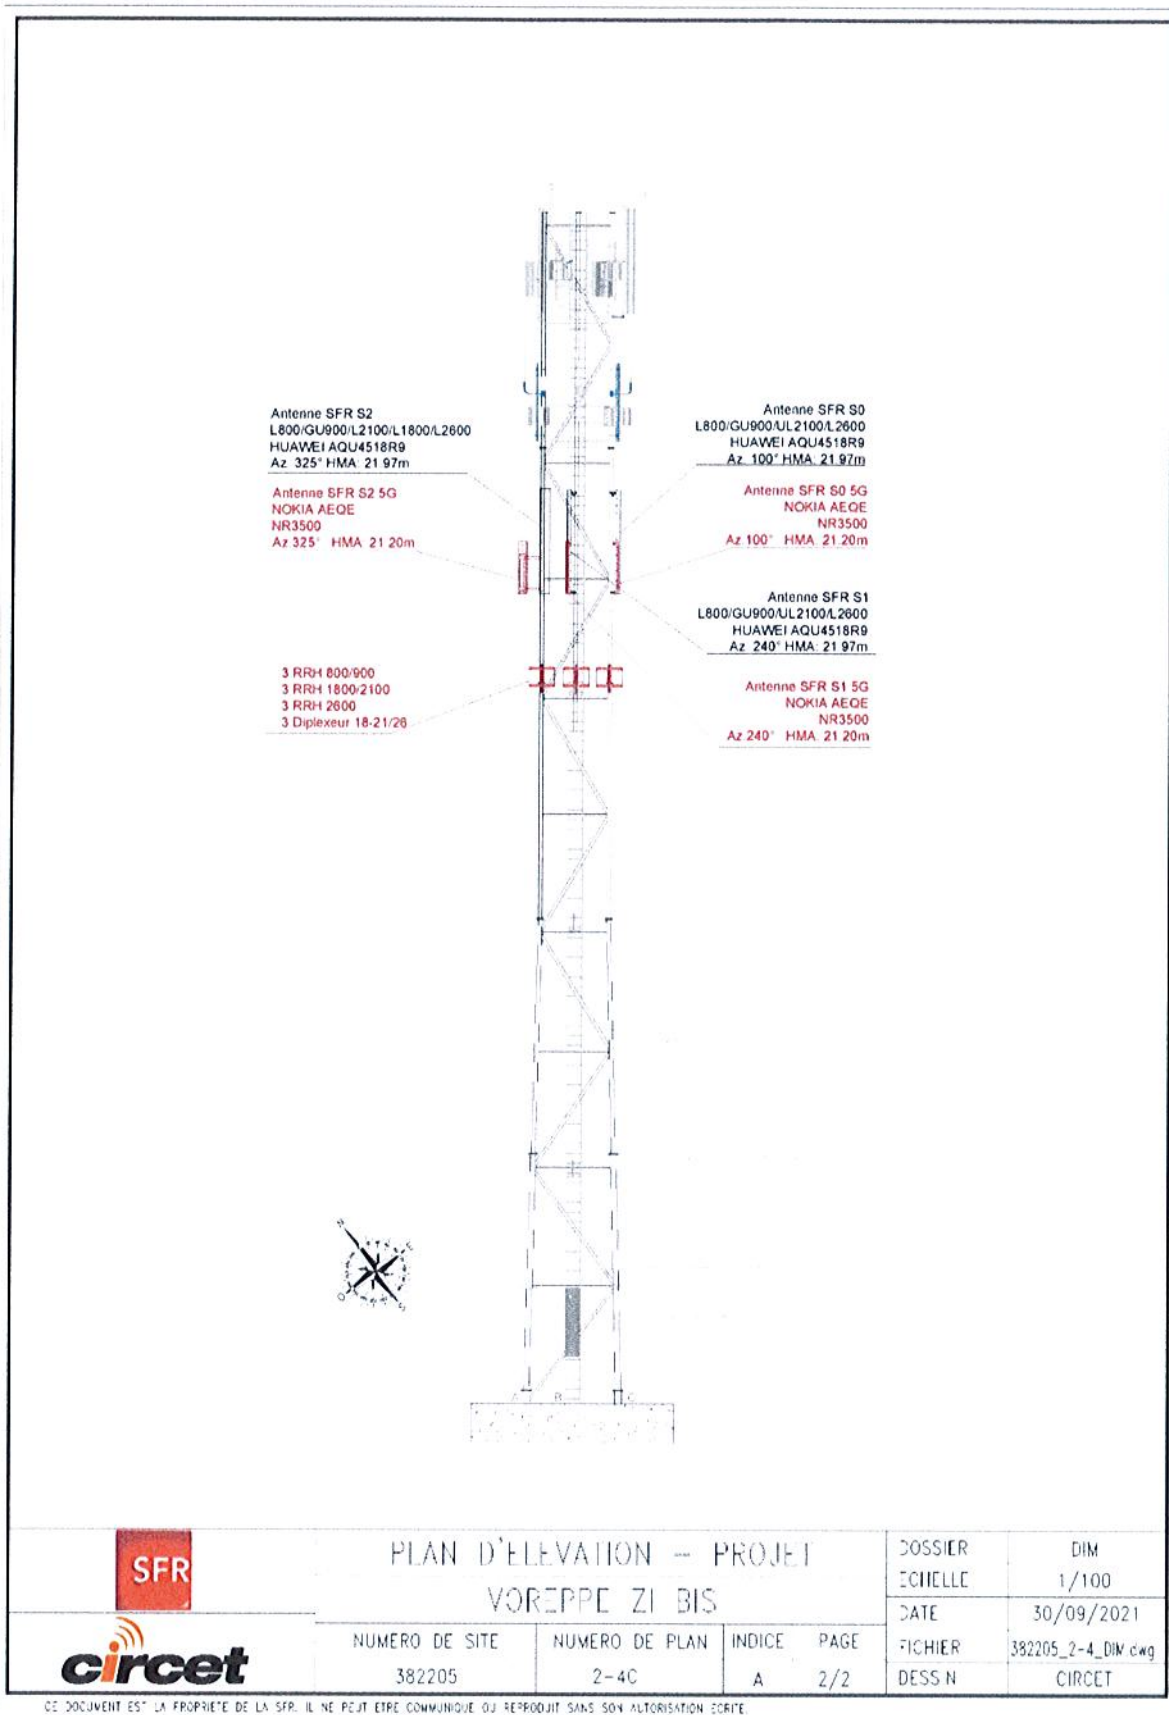 Antenne SFR S2
L800/GU900/L2100/L1800/L2600
HUAWEI AQU4518R9
Az 325° HMA: 21 97m
Antenne SFR S2 5G
NOKIA AEQE
NR3500
Az 325° HMA 21 20m
3 RRH 800/900
3 RRH 1800/2100
3 RRH 2600
3 Diplexeur 18-21/26
Antenne SFR S0
L800/GU900/UL2100/L2600
HUAWEI AQU4518R9
Az 100° HMA: 21.97m
Antenne SFR S0 5G
NOKIA AEQE
NR3500
Az 100° HMA 21.20m
Antenne SFR S1
L800/GU900/UL2100/L2600
HUAWEI AQU4518R9
Az 240° HMA: 21 97m
Antenne SFR S1 5G
NOKIA AEQE
NR3500
Az 240° HMA. 21 20m
N
E
O
S
A B C
SFR
circet
PLAN D'ELEVATION - PROJET
VOREPPE ZI BIS
NUMERO DE SITE
382205
NUMERO DE PLAN
2-4C
INDICE
A
PAGE
2/2
DOSSIER DIM
ECHELLE 1/100
DATE 30/09/2021
FICHIER 382205_2-4_DIM.dwg
DESSIN CIRCET
CE DOCUMENT EST LA PROPRIETE DE LA SFR. IL NE PEUT ETRE COMMUNIQUE OU REPRODUIT SANS SON AUTORISATION ECRITE.